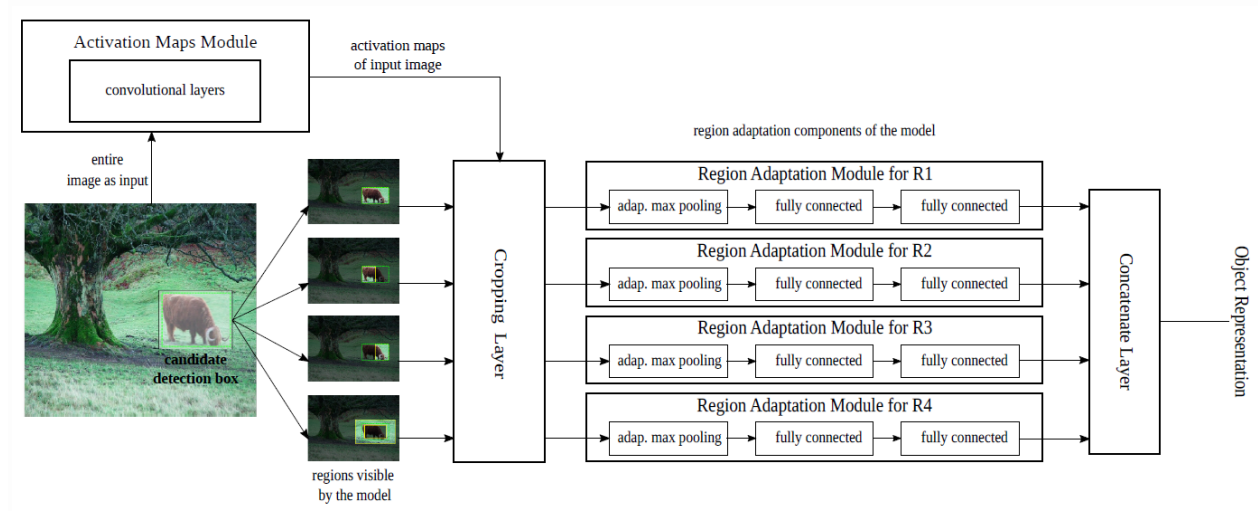 Activation Maps Module
convolutional layers
activation maps
of input image
entire
image as input
candidate
detection box
regions visible
by the model
Cropping Layer
region adaptation components of the model
Region Adaptation Module for R1
adap. max pooling
fully connected
fully connected
Region Adaptation Module for R2
adap. max pooling
fully connected
fully connected
Region Adaptation Module for R3
adap. max pooling
fully connected
fully connected
Region Adaptation Module for R4
adap. max pooling
fully connected
fully connected
Concatenate Layer
Object Representation